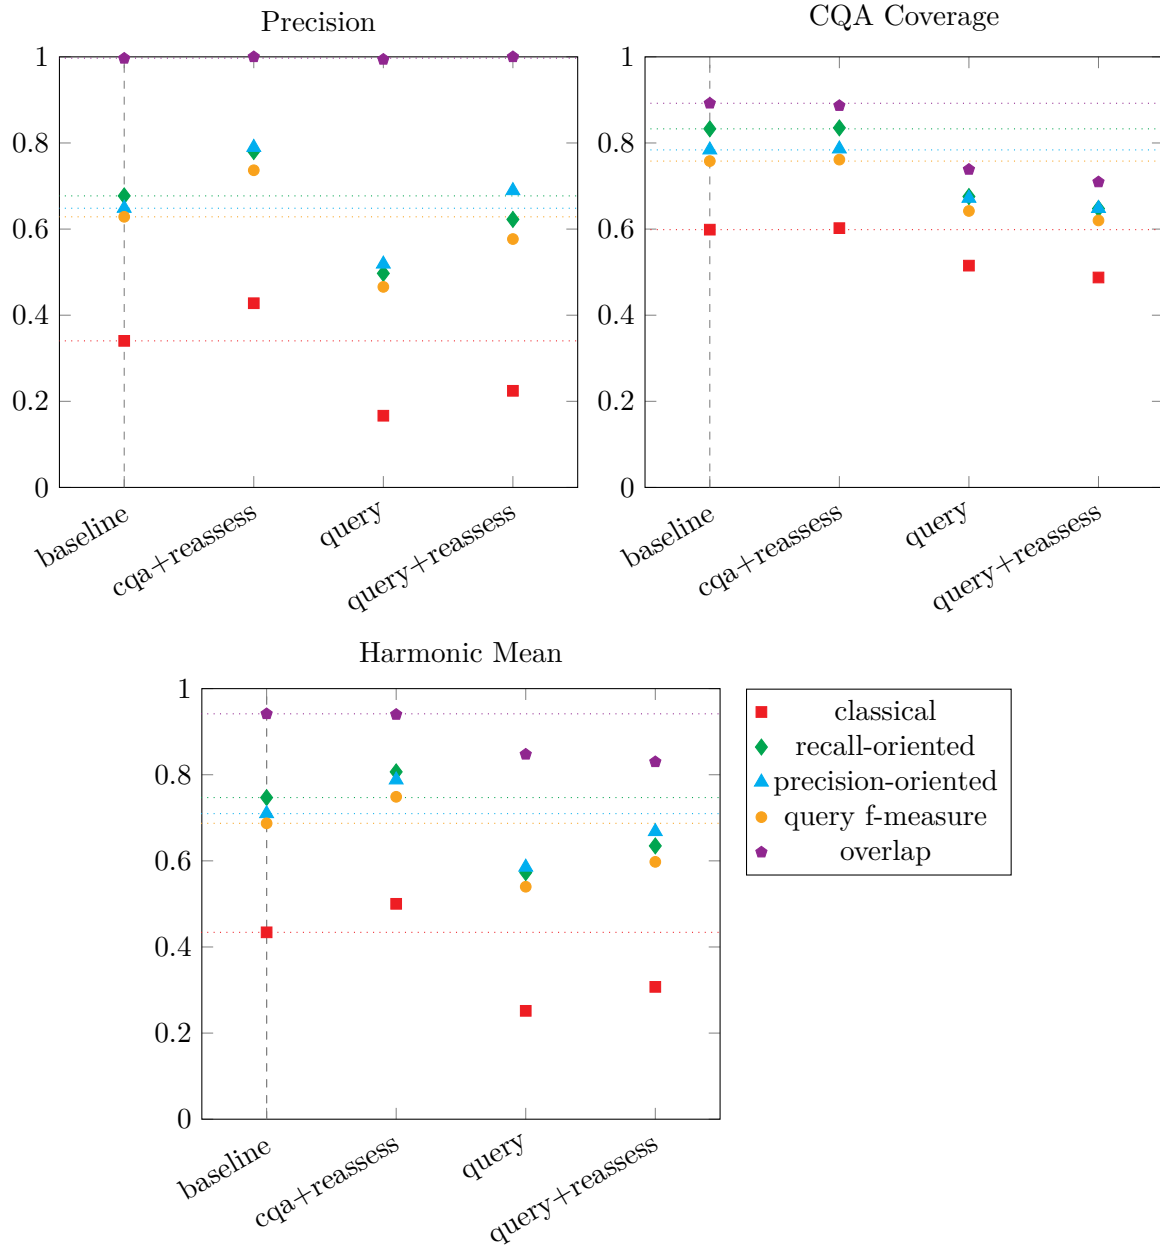 Precision
1
0.8
0.6
0.4
0.2
0
baseline
cqa+reassess
query
query+reassess
CQA Coverage
1
0.8
0.6
0.4
0.2
0
baseline
cqa+reassess
query
query+reassess
Harmonic Mean
1
0.8
0.6
0.4
0.2
0
baseline
cqa+reassess
query
query+reassess
classical
recall-oriented
precision-oriented
query f-measure
overlap